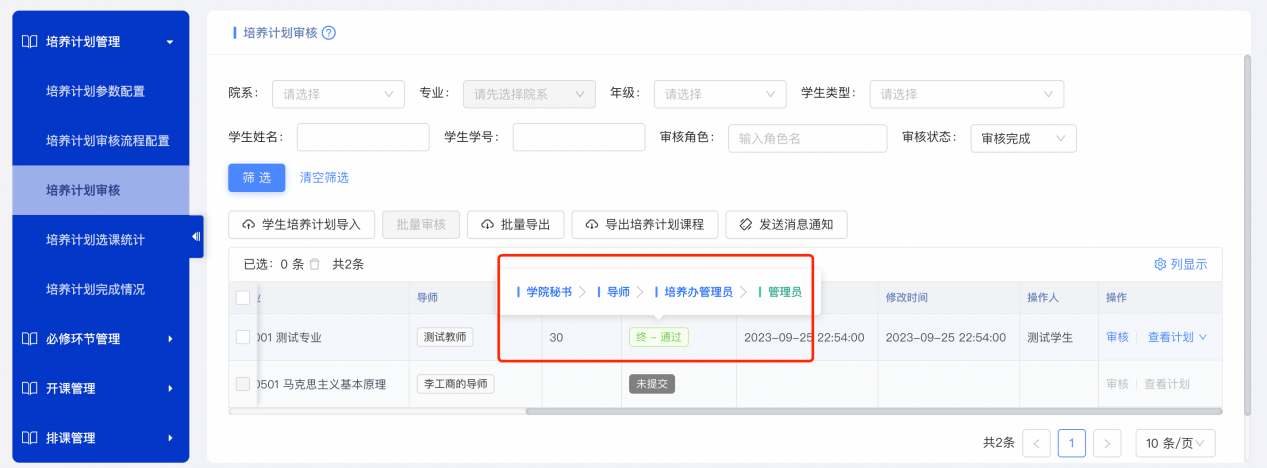 培养计划管理
培养计划参数配置
培养计划审核流程配置
培养计划审核
培养计划选课统计
培养计划完成情况
必修环节管理
开课管理
排课管理
培养计划审核
院系： 请选择 专业： 请先选择院系 年级： 请选择 学生类型： 请选择
学生姓名： 学生学号： 审核角色： 输入角色名 审核状态： 审核完成
筛 选 清空筛选
学生培养计划导入 批量审核 批量导出 导出培养计划课程 发送消息通知
已选：0 条 共2条 列显示
学院秘书 导师 培养办管理员 管理员
导师 修改时间 操作人 操作
001 测试专业 测试教师 30 终 – 通过 2023-09-25 22:54:00 2023-09-25 22:54:00 测试学生 审核 查看计划
0501 马克思主义基本原理 李工商的导师 未提交 审核 查看计划
共2条 < 1 > 10 条/页